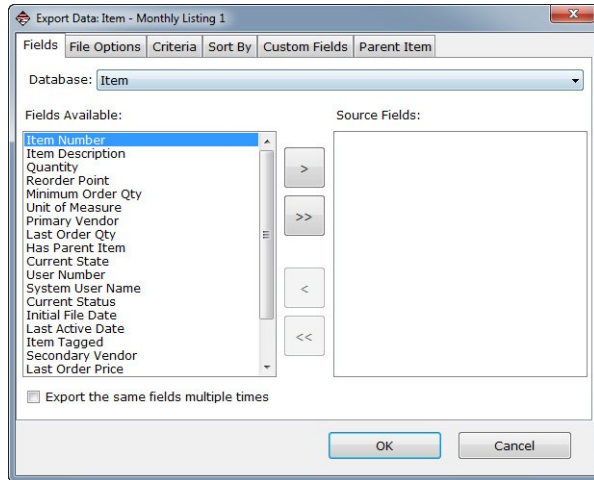 Export Data: Item - Monthly Listing 1
Fields File Options Criteria Sort By Custom Fields Parent Item
Database: Item
Fields Available: Source Fields:
Item Number
Item Description
Quantity
Reorder Point
Minimum Order Qty
Unit of Measure
Primary Vendor
Last Order Qty
Has Parent Item
Current State
User Number
System User Name
Current Status
Initial File Date
Last Active Date
Item Tagged
Secondary Vendor
Last Order Price
>
>>
<
<<
Export the same fields multiple times
OK Cancel